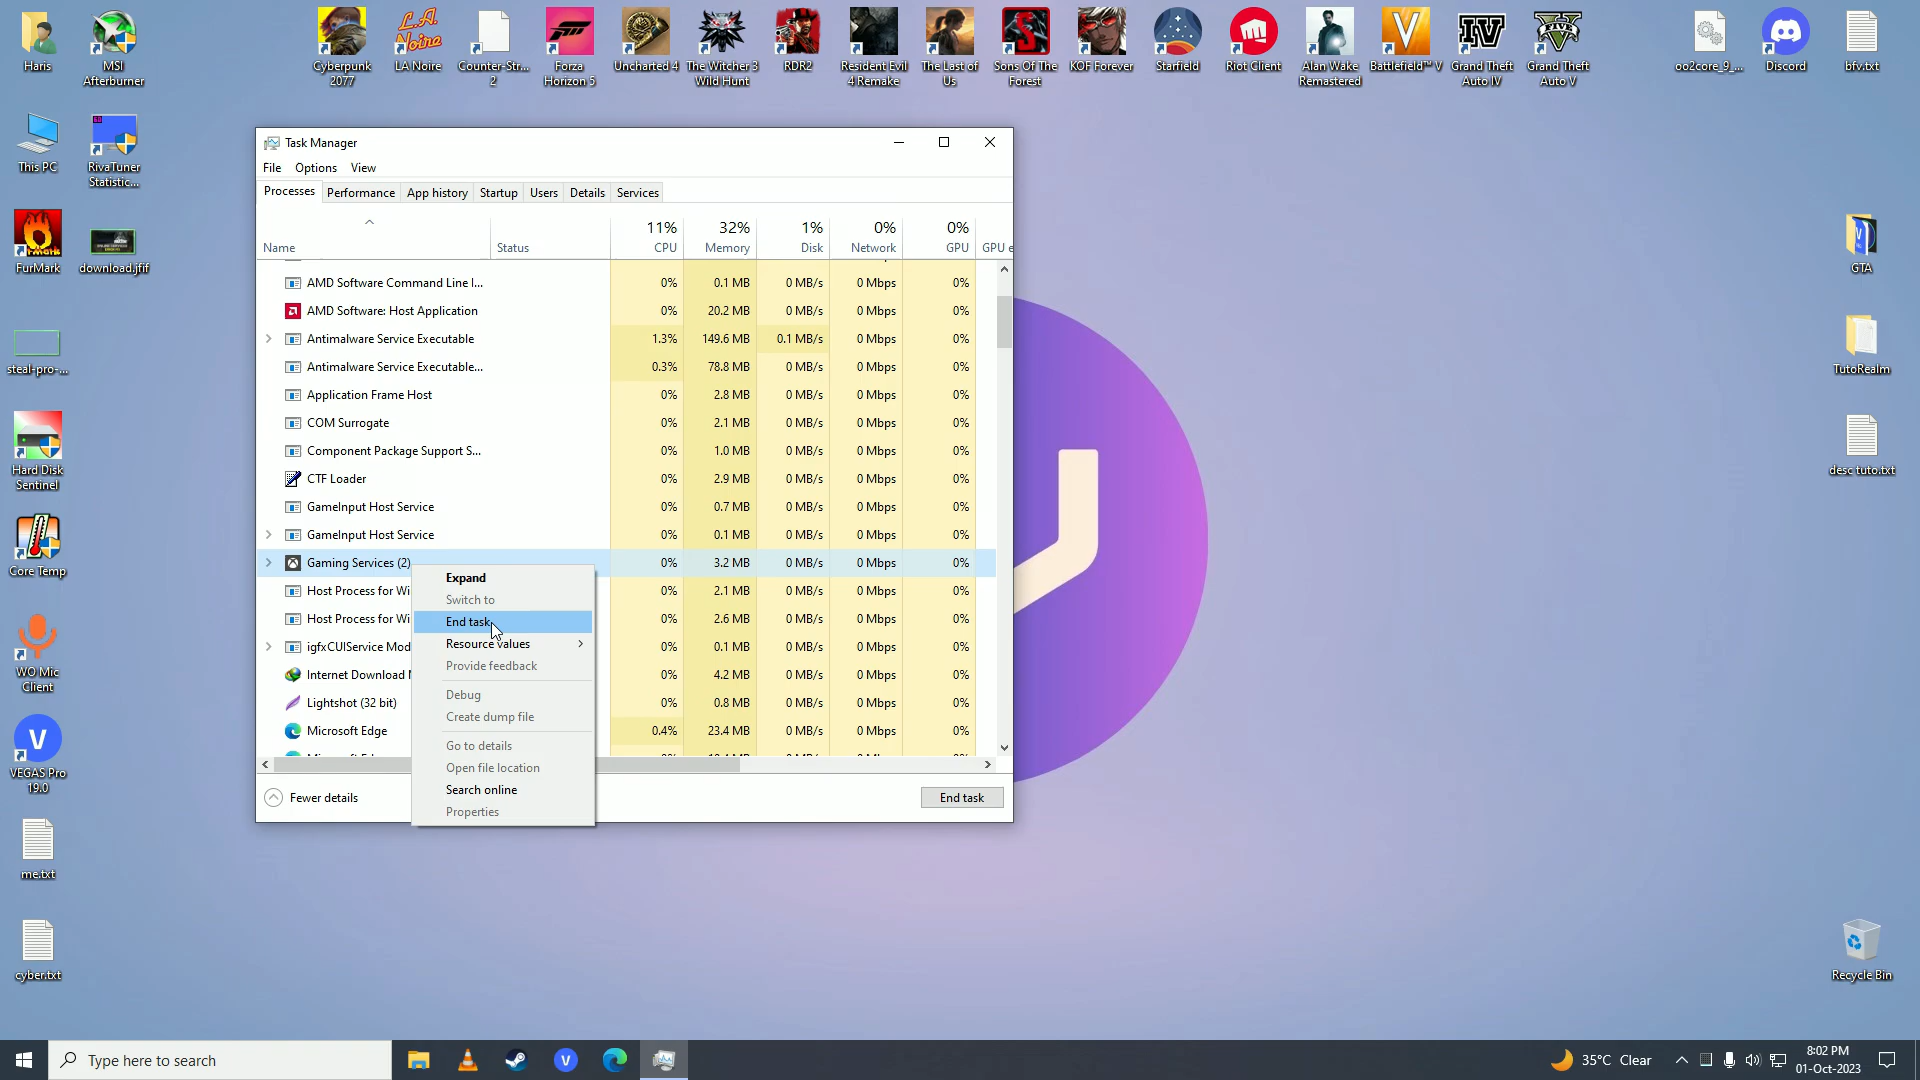 Haris
MSI
Afterburner
Cyberpunk
2077
LA Noire
Counter-Str...
2
Forza
Horizon 5
Uncharted 4
The Witcher 3
Wild Hunt
RDR2
Resident Evil
4 Remake
The Last of
Us
Sons Of The
Forest
KOF Forever
Starfield
Riot Client
Alan Wake
Remastered
Battlefield™ V
Grand Theft
Auto IV
Grand Theft
Auto V
oo2core_9_...
Discord
bfv.txt
This PC
RivaTuner
Statistic...
FurMark
download.jfif
steal-pro-...
Hard Disk
Sentinel
Core Temp
WO Mic
Client
VEGAS Pro
19.0
me.txt
cyber.txt
GTA
TutoRealm
desc tuto.txt
Recycle Bin
Task Manager
File Options View
Processes Performance App history Startup Users Details Services
11% 32% 1% 0% 0%
Name Status CPU Memory Disk Network GPU GPU e
AMD Software Command Line I... 0% 0.1 MB 0 MB/s 0 Mbps 0%
AMD Software: Host Application 0% 20.2 MB 0 MB/s 0 Mbps 0%
Antimalware Service Executable 1.3% 149.6 MB 0.1 MB/s 0 Mbps 0%
Antimalware Service Executable... 0.3% 78.8 MB 0 MB/s 0 Mbps 0%
Application Frame Host 0% 2.8 MB 0 MB/s 0 Mbps 0%
COM Surrogate 0% 2.1 MB 0 MB/s 0 Mbps 0%
Component Package Support S... 0% 1.0 MB 0 MB/s 0 Mbps 0%
CTF Loader 0% 2.9 MB 0 MB/s 0 Mbps 0%
GameInput Host Service 0% 0.7 MB 0 MB/s 0 Mbps 0%
GameInput Host Service 0% 0.1 MB 0 MB/s 0 Mbps 0%
Gaming Services (2) 0% 3.2 MB 0 MB/s 0 Mbps 0%
Host Process for Wi 0% 2.1 MB 0 MB/s 0 Mbps 0%
Host Process for Wi 0% 2.6 MB 0 MB/s 0 Mbps 0%
igfxCUIService Mod 0% 0.1 MB 0 MB/s 0 Mbps 0%
Internet Download 0% 4.2 MB 0 MB/s 0 Mbps 0%
Lightshot (32 bit) 0% 0.8 MB 0 MB/s 0 Mbps 0%
Microsoft Edge 0.4% 23.4 MB 0 MB/s 0 Mbps 0%
Expand
Switch to
End task
Resource values
Provide feedback
Debug
Create dump file
Go to details
Open file location
Search online
Properties
Fewer details
End task
Type here to search
35°C Clear
8:02 PM
01-Oct-2023